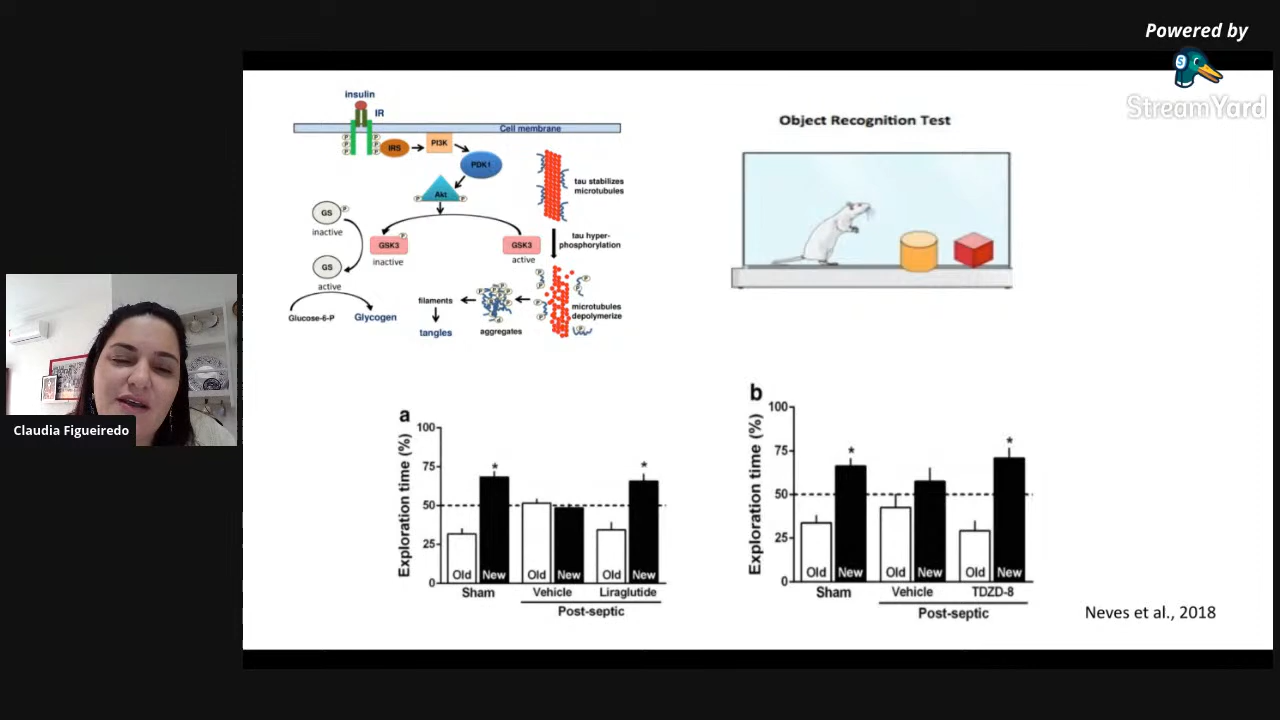 Powered by
StreamYard
insulin
IR
Cell membrane
P
P
P
P
P
P
IRS
PI3K
PDK1
Akt
P
P
tau stabilizes
microtubules
GS
P
inactive
GSK3
P
inactive
GSK3
active
tau hyper-
phosphorylation
GS
active
Glucose-6-P
Glycogen
filaments
tangles
aggregates
microtubules
depolymerize
Object Recognition Test
Claudia Figueiredo
a
Exploration time (%)
100
75
50
25
0
*
*
Old
New
Old
New
Old
New
Sham
Vehicle
Liraglutide
Post-septic
b
Exploration time (%)
100
75
50
25
0
*
*
Old
New
Old
New
Old
New
Sham
Vehicle
TDZD-8
Post-septic
Neves et al., 2018